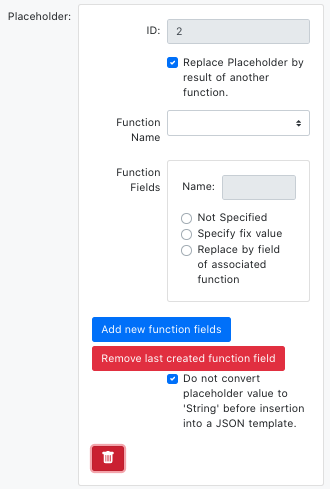 Placeholder:
ID: 2
Replace Placeholder by
result of another
function.
Function
Name
Function
Fields
Name:
Not Specified
Specify fix value
Replace by field
of associated
function
Add new function fields
Remove last created function field
Do not convert
placeholder value to
'String' before insertion
into a JSON template.